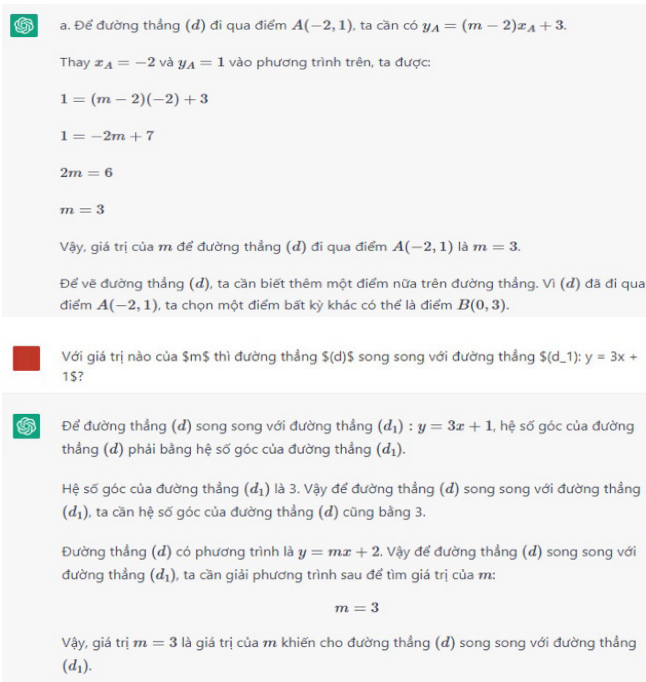 a. Để đường thẳng (d) đi qua điểm A(−2, 1), ta cần có y_A = (m − 2)x_A + 3.
Thay x_A = −2 và y_A = 1 vào phương trình trên, ta được:
1 = (m − 2)(−2) + 3
1 = −2m + 7
2m = 6
m = 3
Vậy, giá trị của m để đường thẳng (d) đi qua điểm A(−2, 1) là m = 3.
Để vẽ đường thẳng (d), ta cần biết thêm một điểm nữa trên đường thẳng. Vì (d) đã đi qua
điểm A(−2, 1), ta chọn một điểm bất kỳ khác có thể là điểm B(0, 3).
Với giá trị nào của $m$ thì đường thẳng $(d)$ song song với đường thẳng $(d_1): y = 3x +
1$?
Để đường thẳng (d) song song với đường thẳng (d₁) : y = 3x + 1, hệ số góc của đường
thẳng (d) phải bằng hệ số góc của đường thẳng (d₁).
Hệ số góc của đường thẳng (d₁) là 3. Vậy để đường thẳng (d) song song với đường thẳng
(d₁), ta cần hệ số góc của đường thẳng (d) cũng bằng 3.
Đường thẳng (d) có phương trình là y = mx + 2. Vậy để đường thẳng (d) song song với
đường thẳng (d₁), ta cần giải phương trình sau để tìm giá trị của m:
m = 3
Vậy, giá trị m = 3 là giá trị của m khiến cho đường thẳng (d) song song với đường thẳng
(d₁).